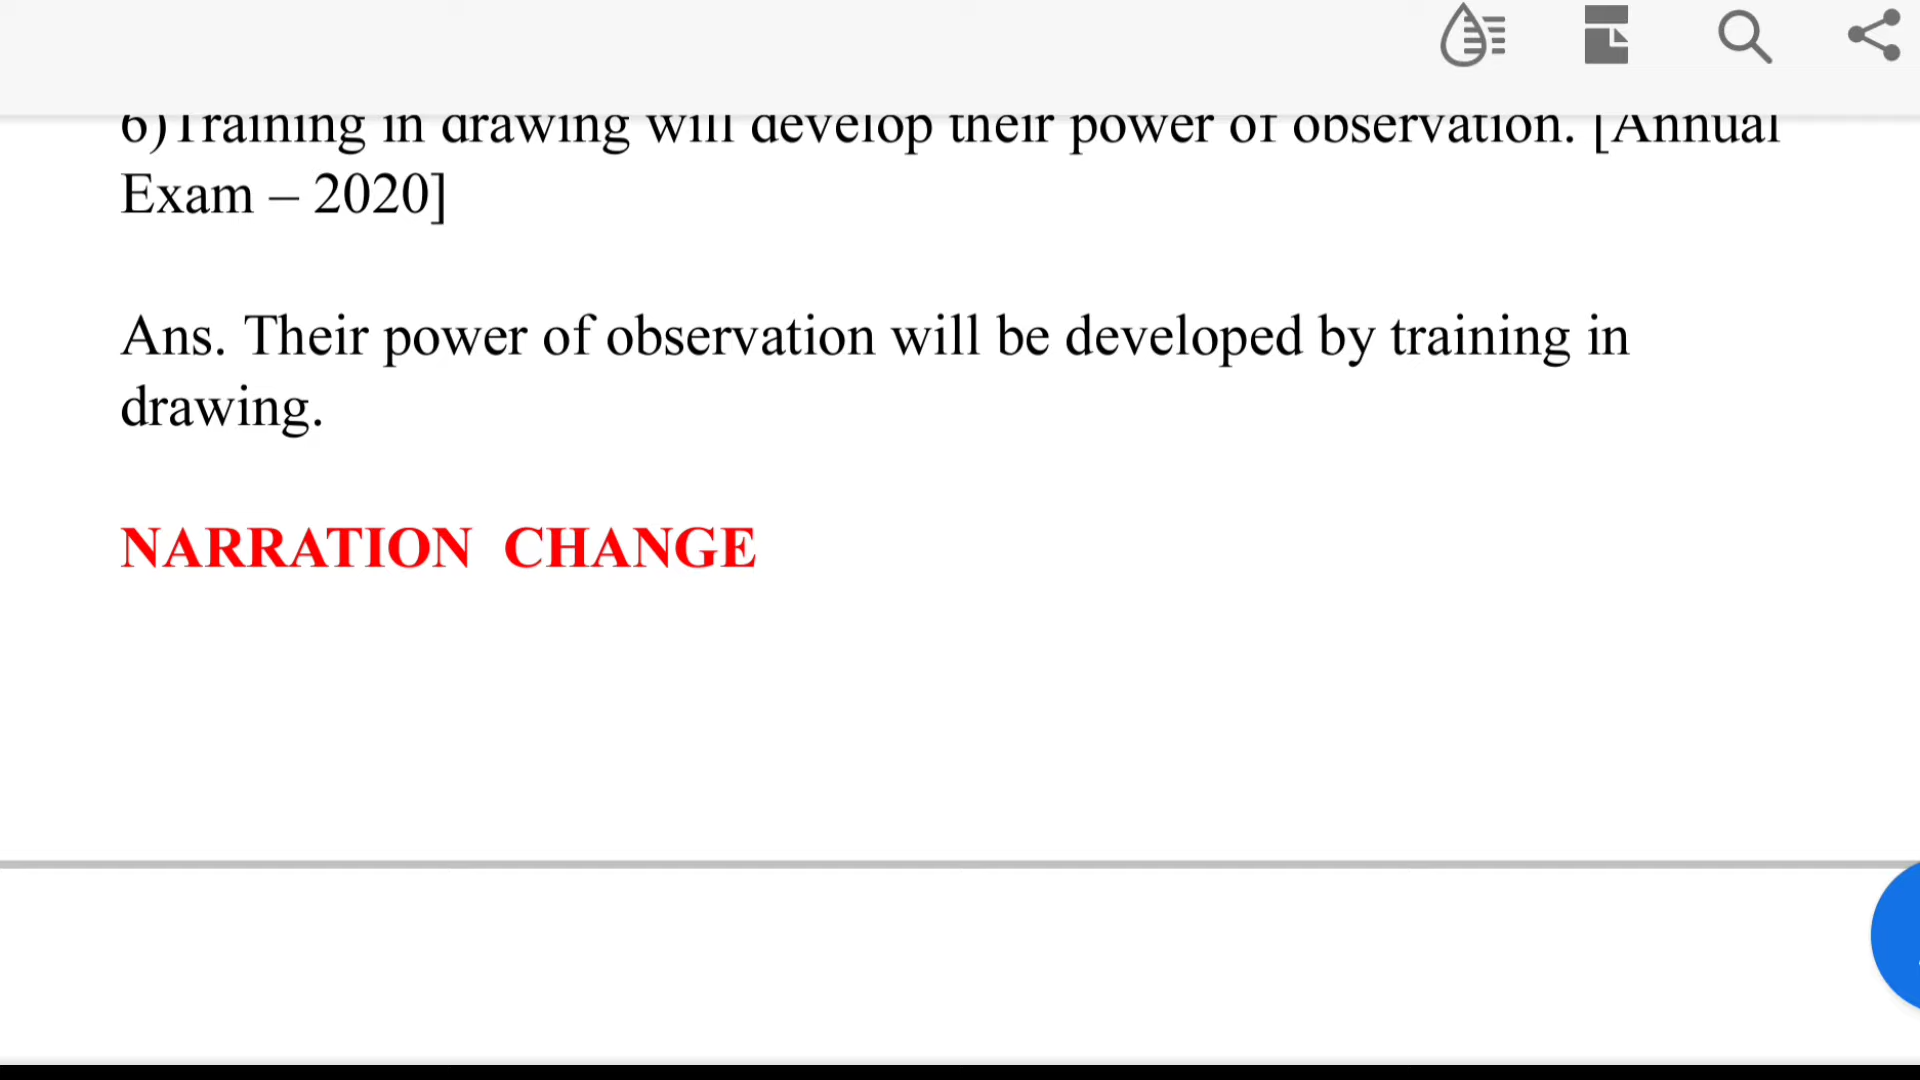 6)Training in drawing will develop their power of observation. [Annual
Exam – 2020]
Ans. Their power of observation will be developed by training in
drawing.
NARRATION CHANGE